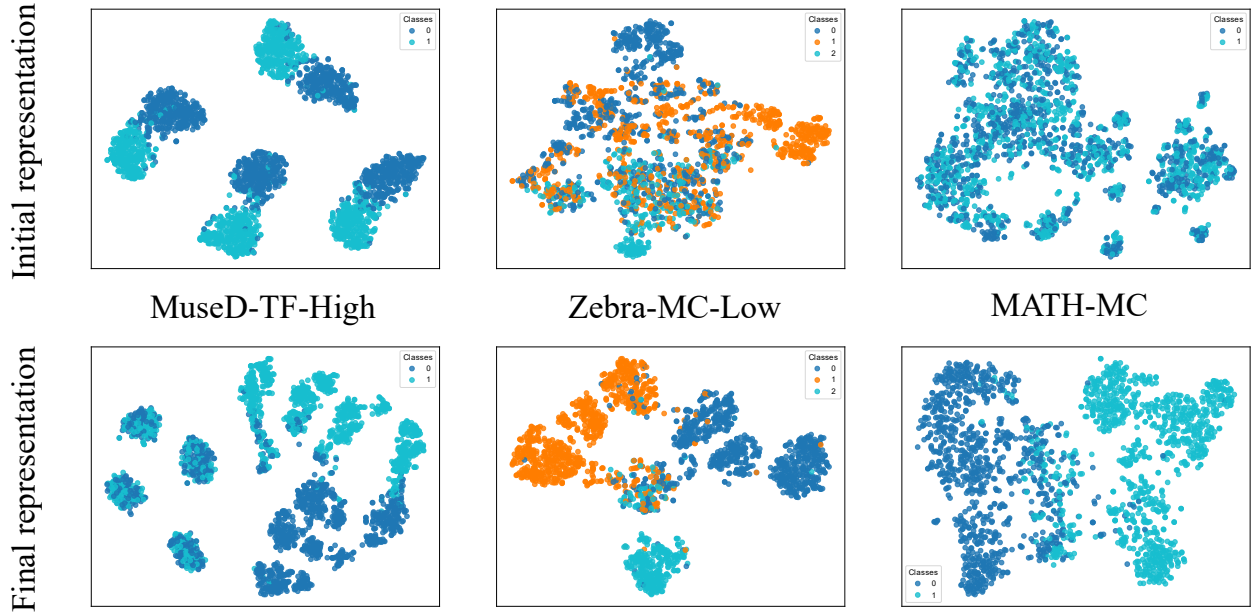 Initial representation
Classes
0
1
Classes
0
1
2
Classes
0
1
MuseD-TF-High
Zebra-MC-Low
MATH-MC
Final representation
Classes
0
1
Classes
0
1
2
Classes
0
1